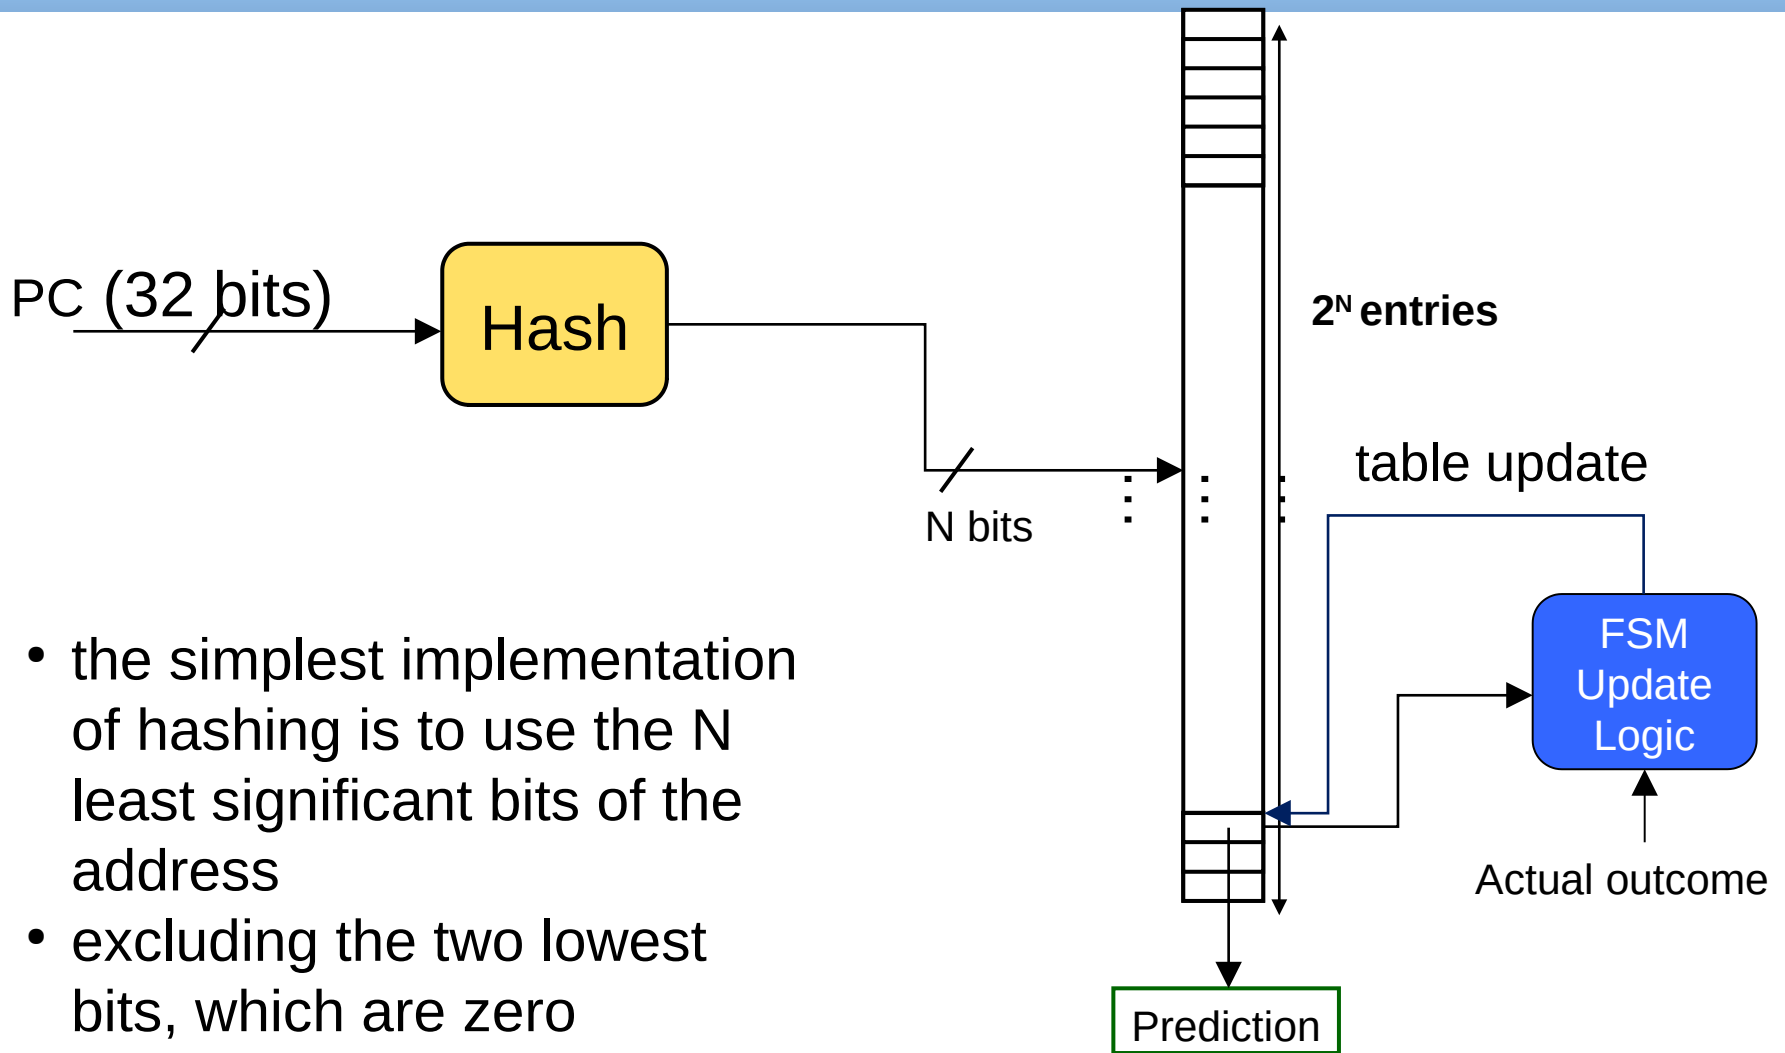 PC (32 bits)
Hash
2ᴺ entries
table update
N bits
FSM
Update
Logic
• the simplest implementation
of hashing is to use the N
least significant bits of the
address
• excluding the two lowest
bits, which are zero
Actual outcome
Prediction